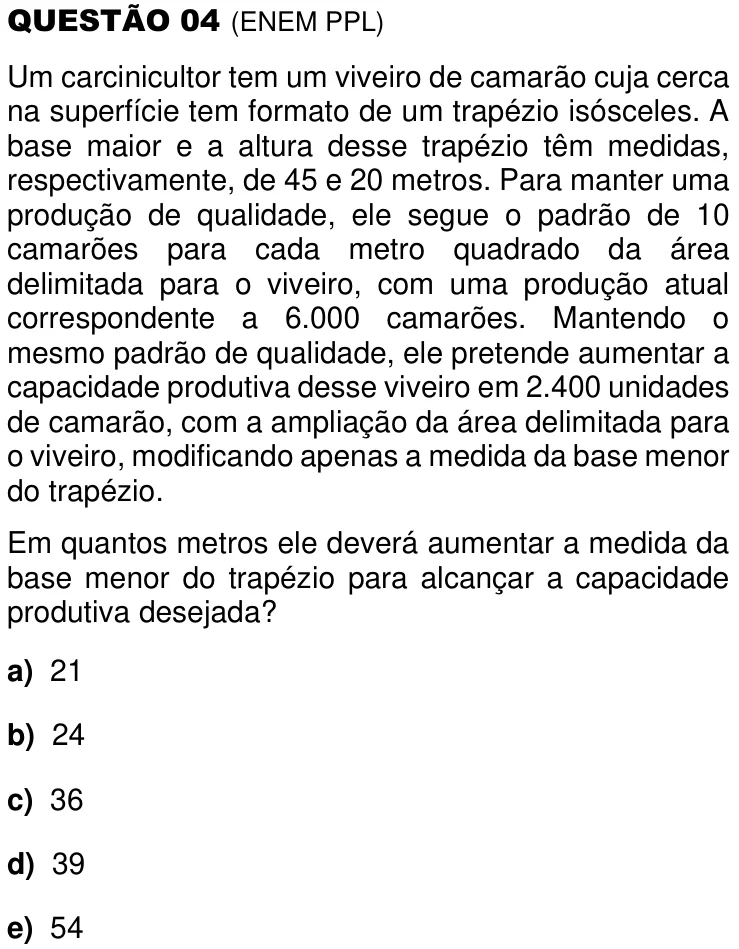 QUESTÃO 04 (ENEM PPL)
Um carcinicultor tem um viveiro de camarão cuja cerca
na superfície tem formato de um trapézio isósceles. A
base maior e a altura desse trapézio têm medidas,
respectivamente, de 45 e 20 metros. Para manter uma
produção de qualidade, ele segue o padrão de 10
camarões para cada metro quadrado da área
delimitada para o viveiro, com uma produção atual
correspondente a 6.000 camarões. Mantendo o
mesmo padrão de qualidade, ele pretende aumentar a
capacidade produtiva desse viveiro em 2.400 unidades
de camarão, com a ampliação da área delimitada para
o viveiro, modificando apenas a medida da base menor
do trapézio.
Em quantos metros ele deverá aumentar a medida da
base menor do trapézio para alcançar a capacidade
produtiva desejada?
a) 21
b) 24
c) 36
d) 39
e) 54